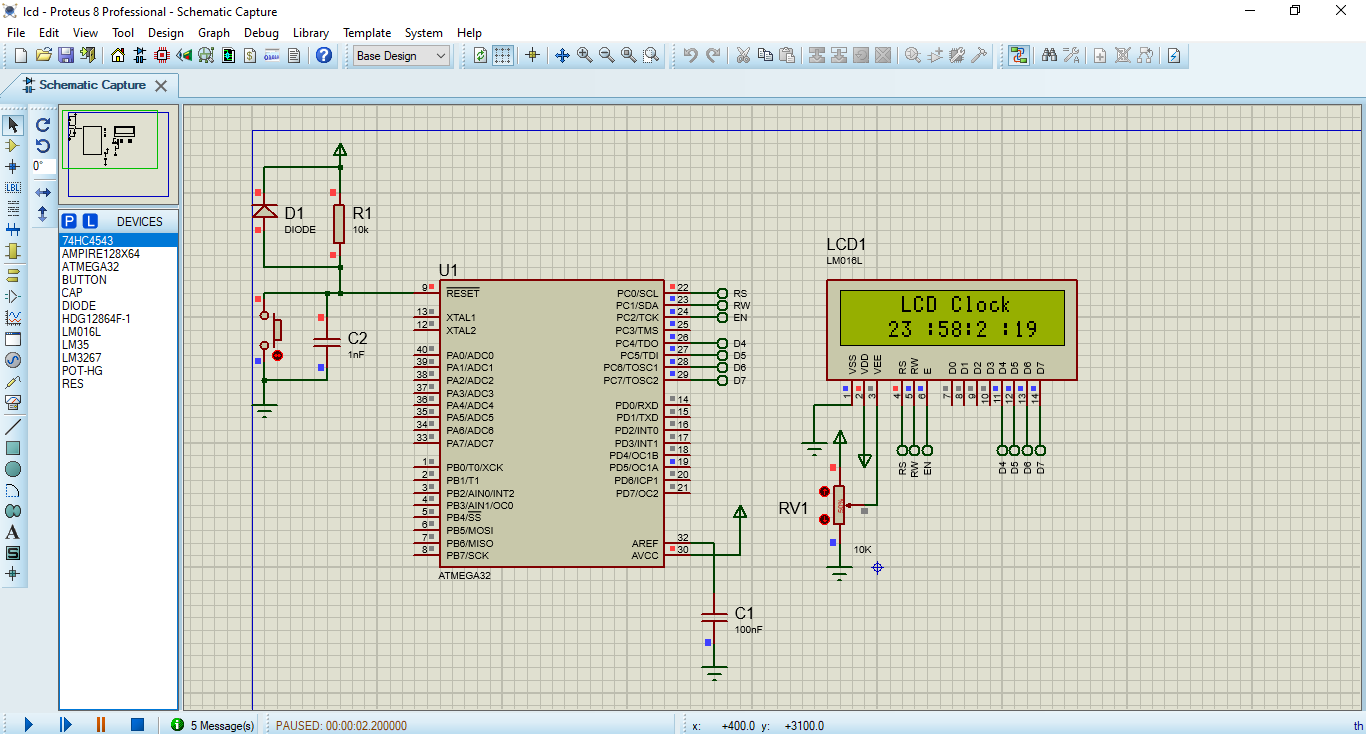 lcd - Proteus 8 Professional - Schematic Capture
File Edit View Tool Design Graph Debug Library Template System Help
Base Design
Schematic Capture
0°
LBL
P L DEVICES
74HC4543
AMPIRE128X64
ATMEGA32
BUTTON
CAP
DIODE
HDG12864F-1
LM016L
LM35
LM3267
POT-HG
RES
A
S
D1
DIODE
R1
10k
C2
1nF
U1
9 RESET
13 XTAL1
12 XTAL2
40 PA0/ADC0
39 PA1/ADC1
38 PA2/ADC2
37 PA3/ADC3
36 PA4/ADC4
35 PA5/ADC5
34 PA6/ADC6
33 PA7/ADC7
1 PB0/T0/XCK
2 PB1/T1
3 PB2/AIN0/INT2
4 PB3/AIN1/OC0
5 PB4/SS
6 PB5/MOSI
7 PB6/MISO
8 PB7/SCK
PC0/SCL 22 RS
PC1/SDA 23 RW
PC2/TCK 24 EN
PC3/TMS 25
PC4/TDO 26 D4
PC5/TDI 27 D5
PC6/TOSC1 28 D6
PC7/TOSC2 29 D7
PD0/RXD 14
PD1/TXD 15
PD2/INT0 16
PD3/INT1 17
PD4/OC1B 18
PD5/OC1A 19
PD6/ICP1 20
PD7/OC2 21
AREF 32
AVCC 30
ATMEGA32
C1
100nF
LCD1
LM016L
LCD Clock
23 :58:2 :19
VSS VDD VEE RS RW E D0 D1 D2 D3 D4 D5 D6 D7
1 2 3 4 5 6 7 8 9 10 11 12 13 14
RS RW EN D4 D5 D6 D7
RV1
50%
10K
5 Message(s) PAUSED: 00:00:02.200000 x: +400.0 y: +3100.0 th